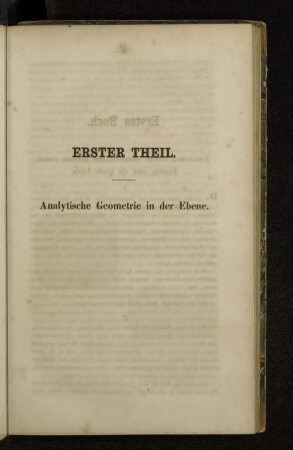 ERSTER THEIL.
Analytische Geometrie in der Ebene.